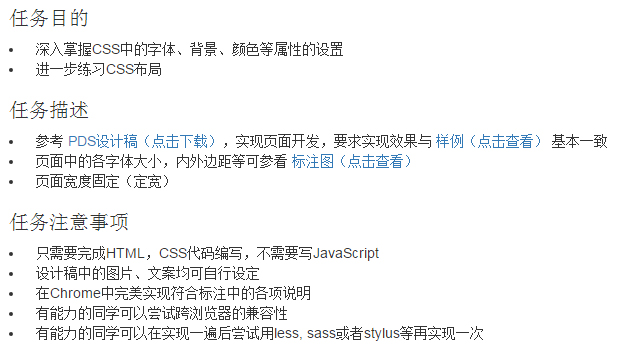 任务目的
• 深入掌握CSS中的字体、背景、颜色等属性的设置
• 进一步练习CSS布局
任务描述
• 参考 PDS设计稿（点击下载），实现页面开发，要求实现效果与 样例（点击查看） 基本一致
• 页面中的各字体大小，内外边距等可参看 标注图（点击查看）
• 页面宽度固定（定宽）
任务注意事项
• 只需要完成HTML，CSS代码编写，不需要写JavaScript
• 设计稿中的图片、文案均可自行设定
• 在Chrome中完美实现符合标注中的各项说明
• 有能力的同学可以尝试跨浏览器的兼容性
• 有能力的同学可以在实现一遍后尝试用less, sass或者stylus等再实现一次